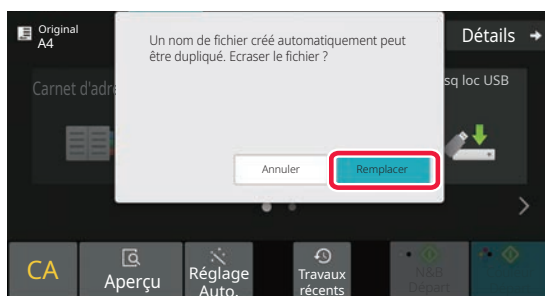 Original
A4
Un nom de fichier créé automatiquement peut
être dupliqué. Ecraser le fichier ?
Détails
Carnet d'adre
sq loc USB
Annuler
Remplacer
CA
Aperçu
Réglage
Auto.
Travaux
récents
N&B
Départ